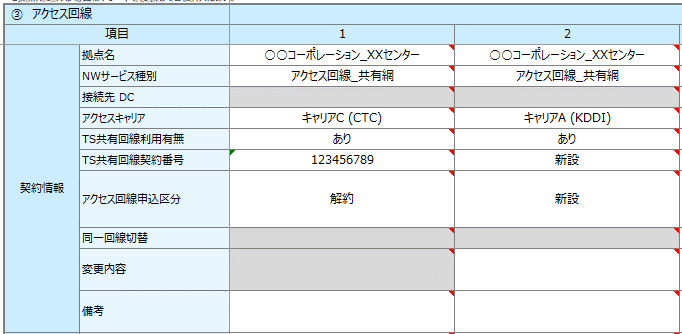 ③ アクセス回線
項目 1 2
拠点名 〇〇コーポレーション_XXセンター 〇〇コーポレーション_XXセンター
NWサービス種別 アクセス回線_共有網 アクセス回線_共有網
接続先 DC
アクセスキャリア キャリアC (CTC) キャリアA (KDDI)
TS共有回線利用有無 あり あり
TS共有回線契約番号 123456789 新設
契約情報
アクセス回線申込区分 解約 新設
同一回線切替
変更内容
備考